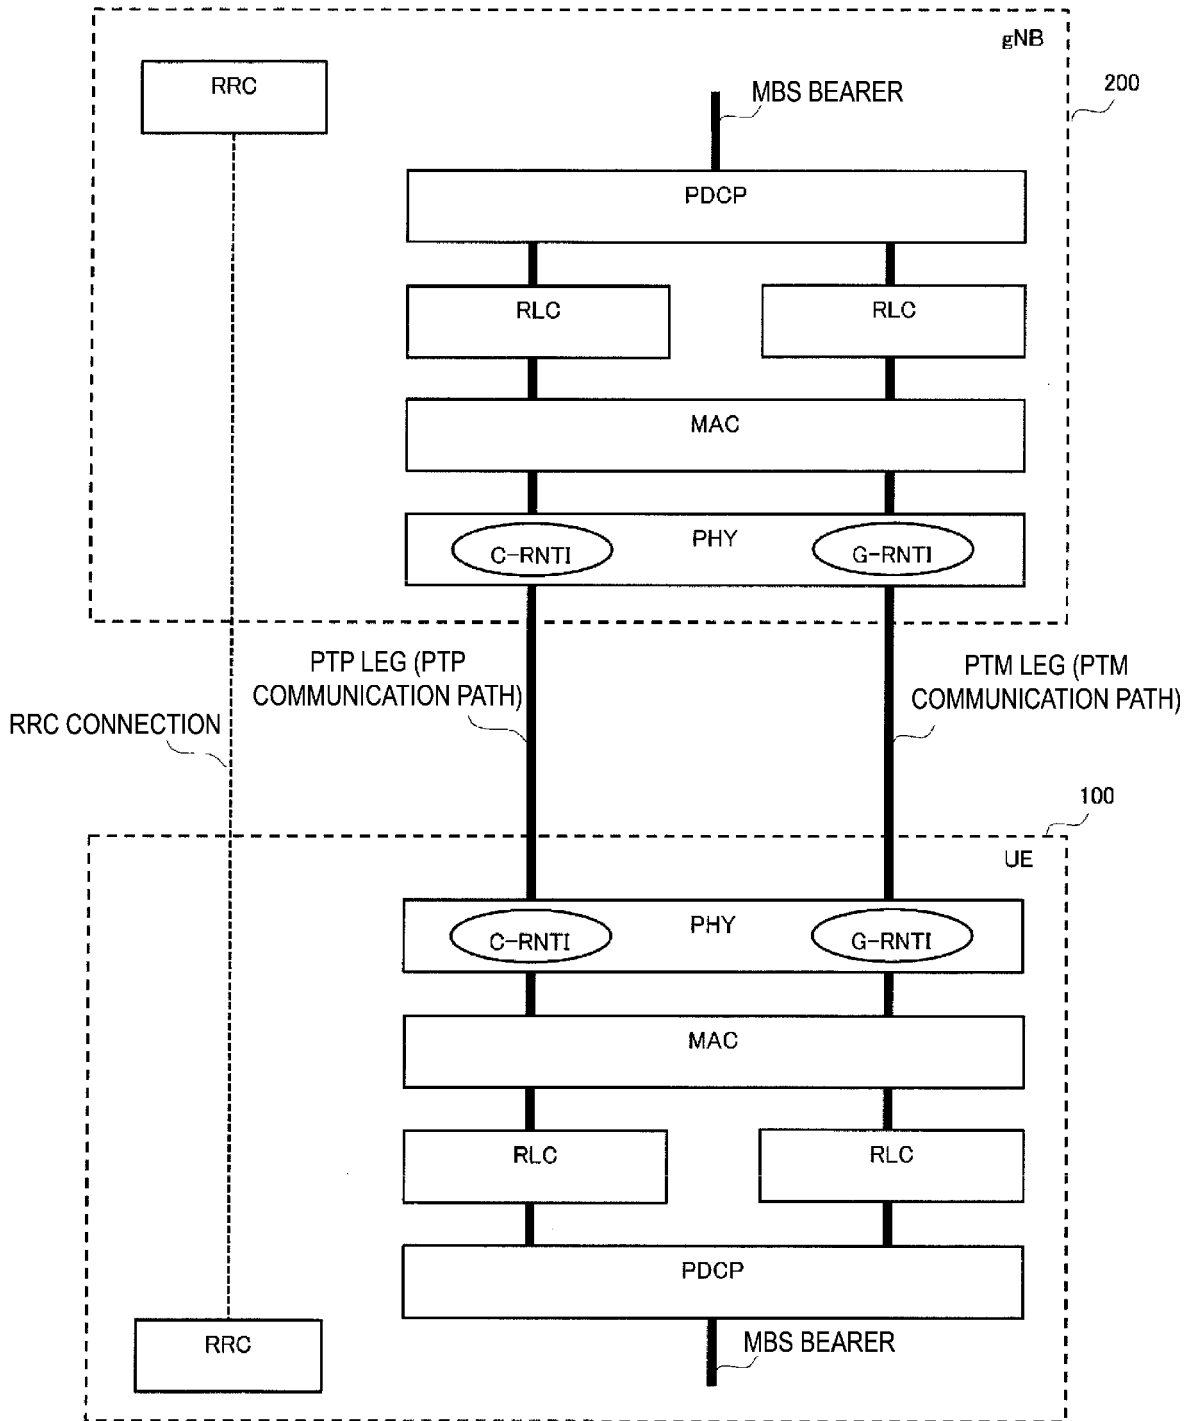 gNB
200
RRC
MBS BEARER
PDCP
RLC
RLC
MAC
PHY
C-RNTI
G-RNTI
PTP LEG (PTP
COMMUNICATION PATH)
PTM LEG (PTM
COMMUNICATION PATH)
RRC CONNECTION
100
UE
PHY
C-RNTI
G-RNTI
MAC
RLC
RLC
PDCP
RRC
MBS BEARER